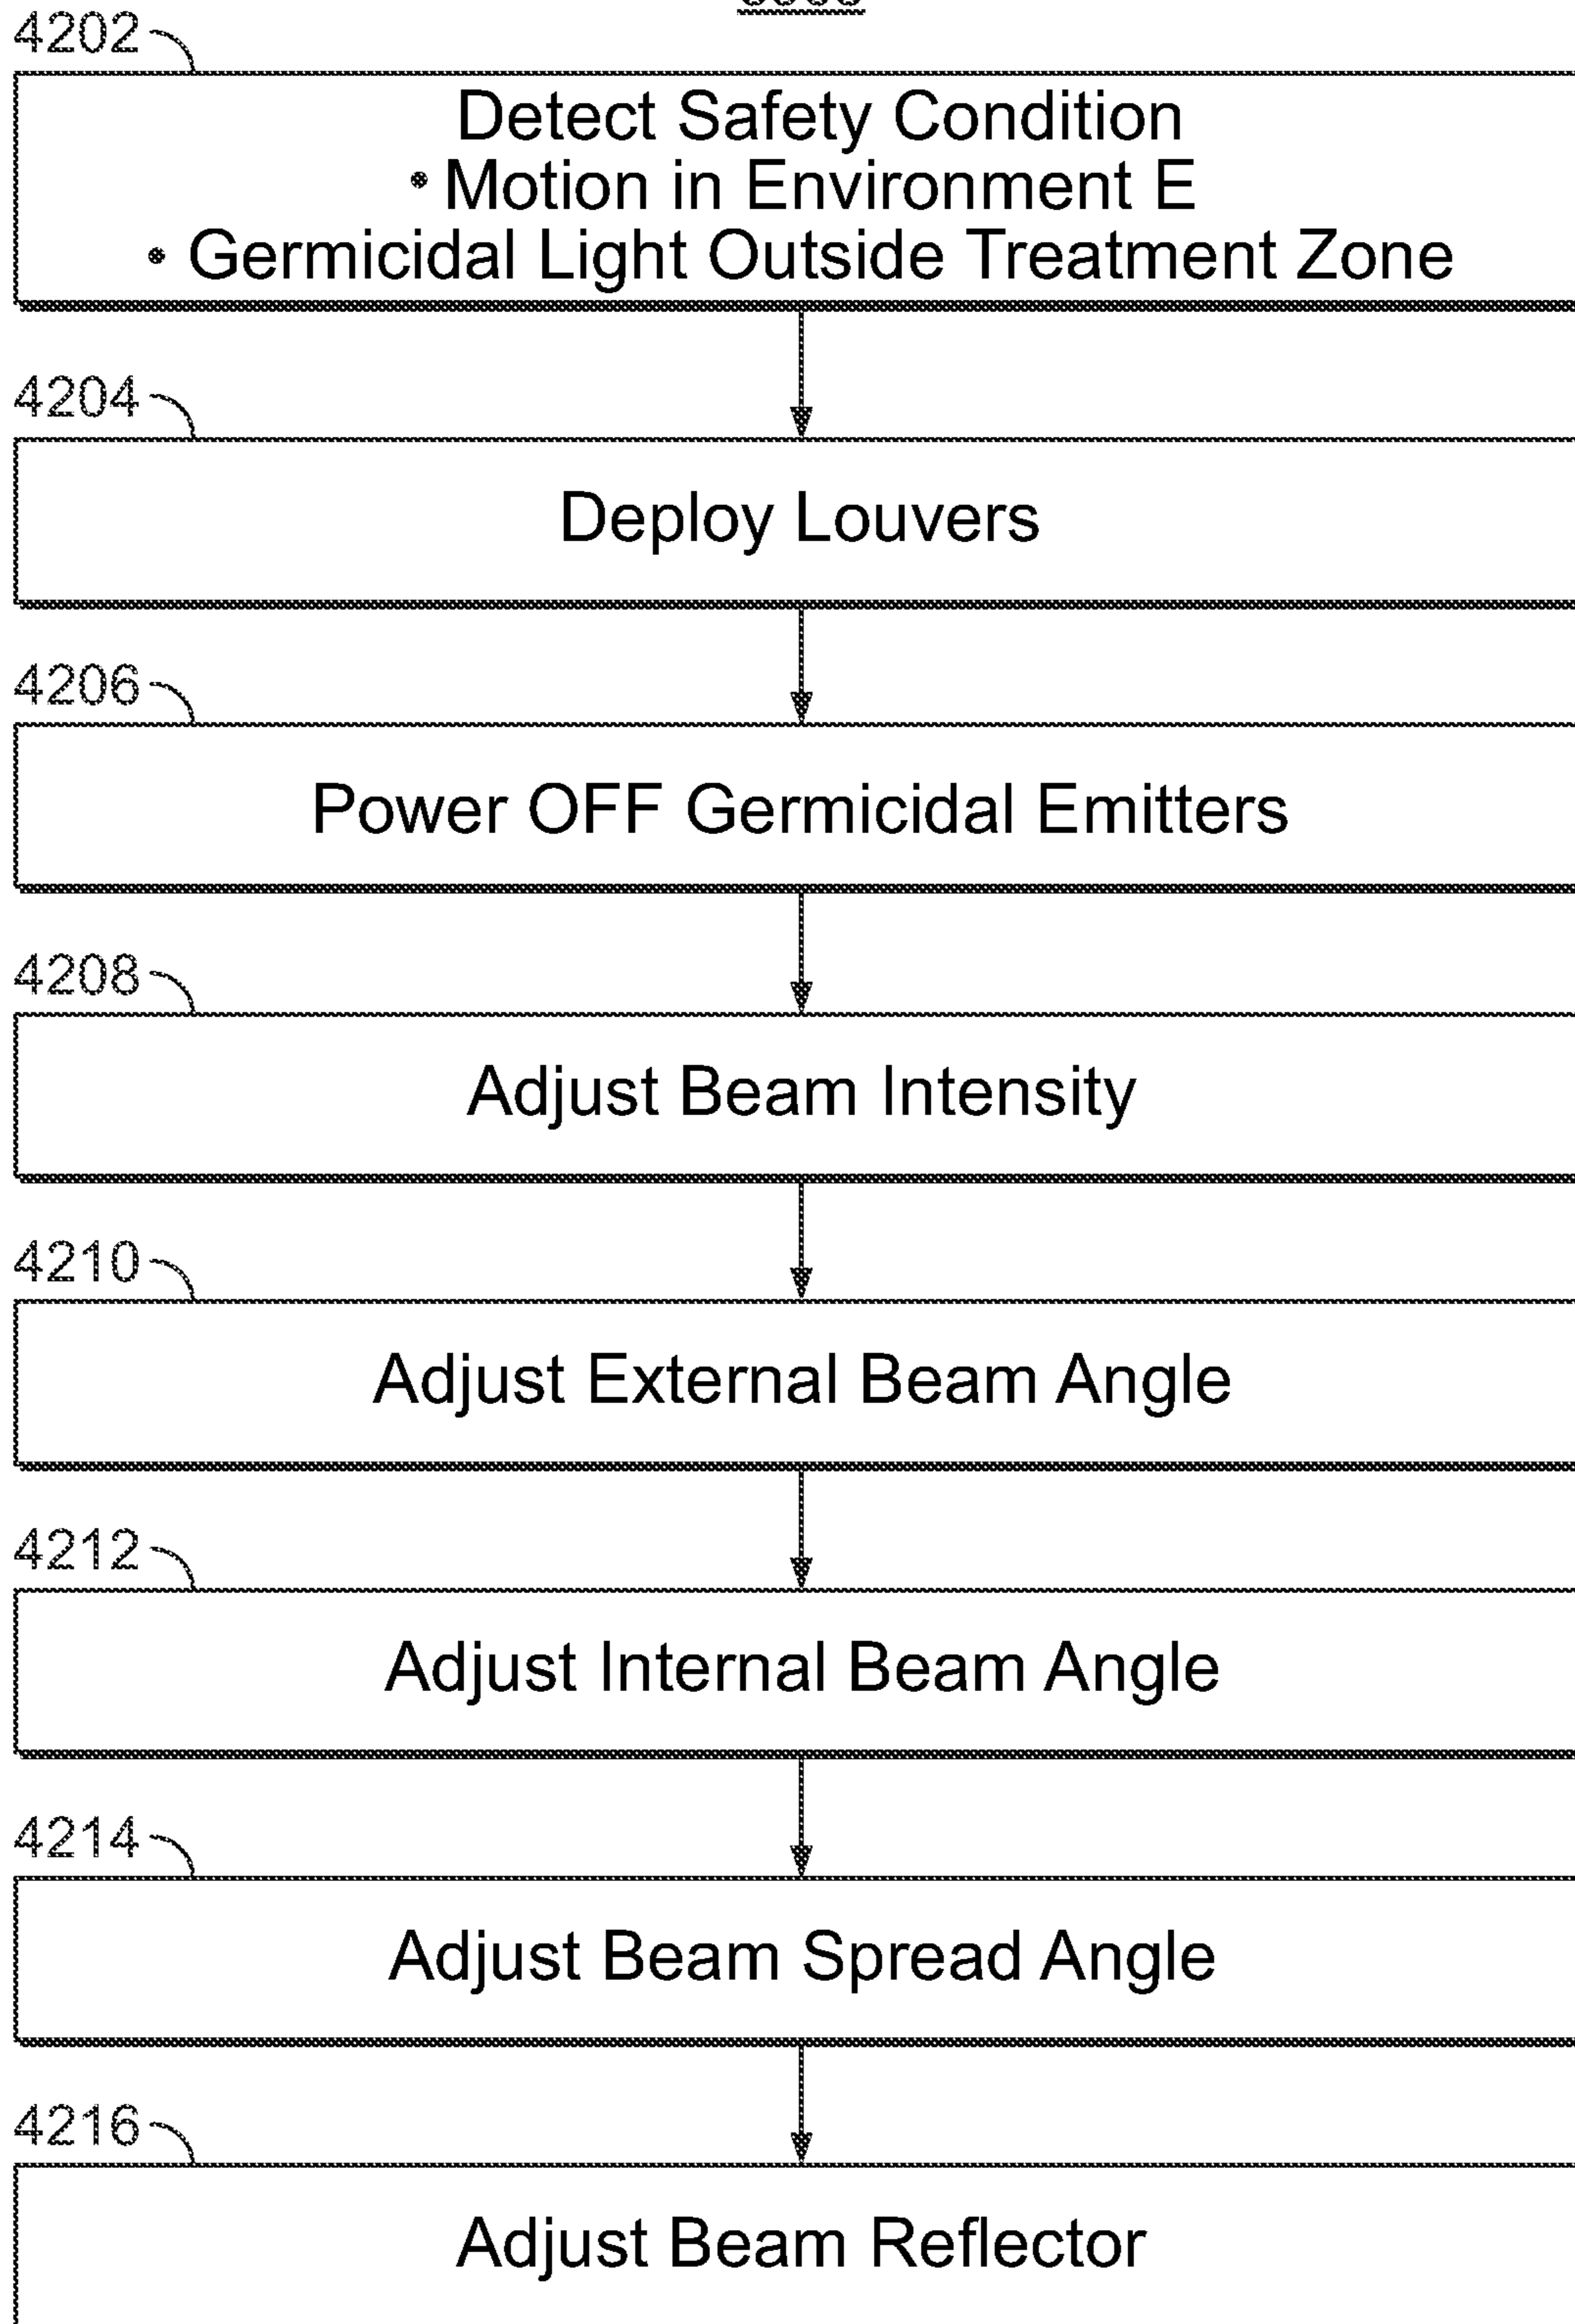 4202
Detect Safety Condition
• Motion in Environment E
• Germicidal Light Outside Treatment Zone
4204
Deploy Louvers
4206
Power OFF Germicidal Emitters
4208
Adjust Beam Intensity
4210
Adjust External Beam Angle
4212
Adjust Internal Beam Angle
4214
Adjust Beam Spread Angle
4216
Adjust Beam Reflector